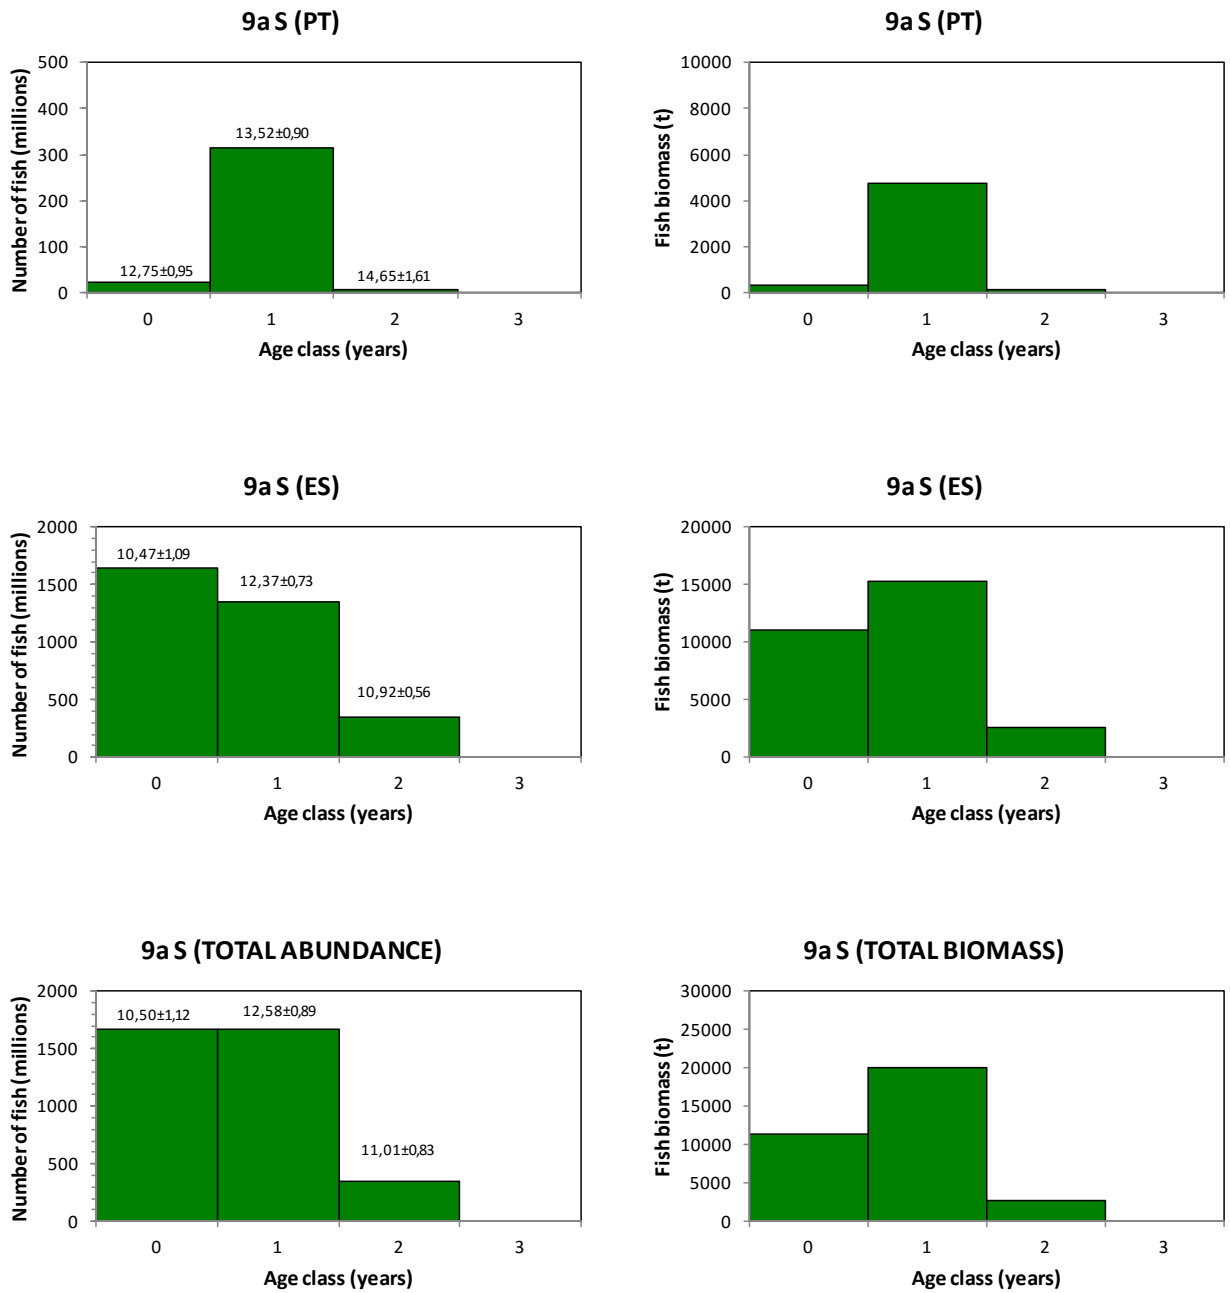 9a S (PT)
Number of fish (millions)
500
400
300
200
100
0
12,75±0,95
13,52±0,90
14,65±1,61
0 1 2 3
Age class (years)
9a S (PT)
Fish biomass (t)
10000
8000
6000
4000
2000
0
0 1 2 3
Age class (years)
9a S (ES)
Number of fish (millions)
2000
1500
1000
500
0
10,47±1,09
12,37±0,73
10,92±0,56
0 1 2 3
Age class (years)
9a S (ES)
Fish biomass (t)
20000
15000
10000
5000
0
0 1 2 3
Age class (years)
9a S (TOTAL ABUNDANCE)
Number of fish (millions)
2000
1500
1000
500
0
10,50±1,12
12,58±0,89
11,01±0,83
0 1 2 3
Age class (years)
9a S (TOTAL BIOMASS)
Fish biomass (t)
30000
25000
20000
15000
10000
5000
0
0 1 2 3
Age class (years)